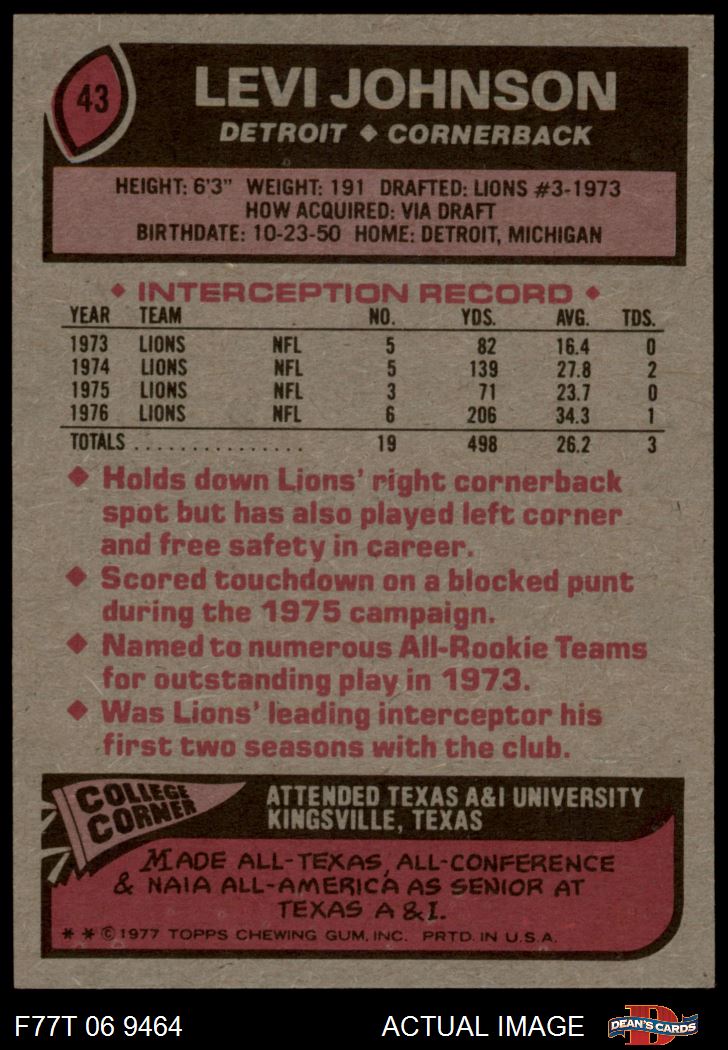 43
LEVI JOHNSON
DETROIT ◆ CORNERBACK
HEIGHT: 6'3" WEIGHT: 191 DRAFTED: LIONS #3-1973
HOW ACQUIRED: VIA DRAFT
BIRTHDATE: 10-23-50 HOME: DETROIT, MICHIGAN
◆ INTERCEPTION RECORD ◆
YEAR TEAM NO. YDS. AVG. TDS.
1973 LIONS NFL 5 82 16.4 0
1974 LIONS NFL 5 139 27.8 2
1975 LIONS NFL 3 71 23.7 0
1976 LIONS NFL 6 206 34.3 1
TOTALS ................ 19 498 26.2 3
◆ Holds down Lions' right cornerback
spot but has also played left corner
and free safety in career.
◆ Scored touchdown on a blocked punt
during the 1975 campaign.
◆ Named to numerous All-Rookie Teams
for outstanding play in 1973.
◆ Was Lions' leading interceptor his
first two seasons with the club.
COLLEGE
CORNER
ATTENDED TEXAS A&I UNIVERSITY
KINGSVILLE, TEXAS
MADE ALL-TEXAS, ALL-CONFERENCE
& NAIA ALL-AMERICA AS SENIOR AT
TEXAS A & I.
* * © 1977 TOPPS CHEWING GUM, INC. PRTD. IN U.S.A.
F77T 06 9464 ACTUAL IMAGE D DEAN'S CARDS